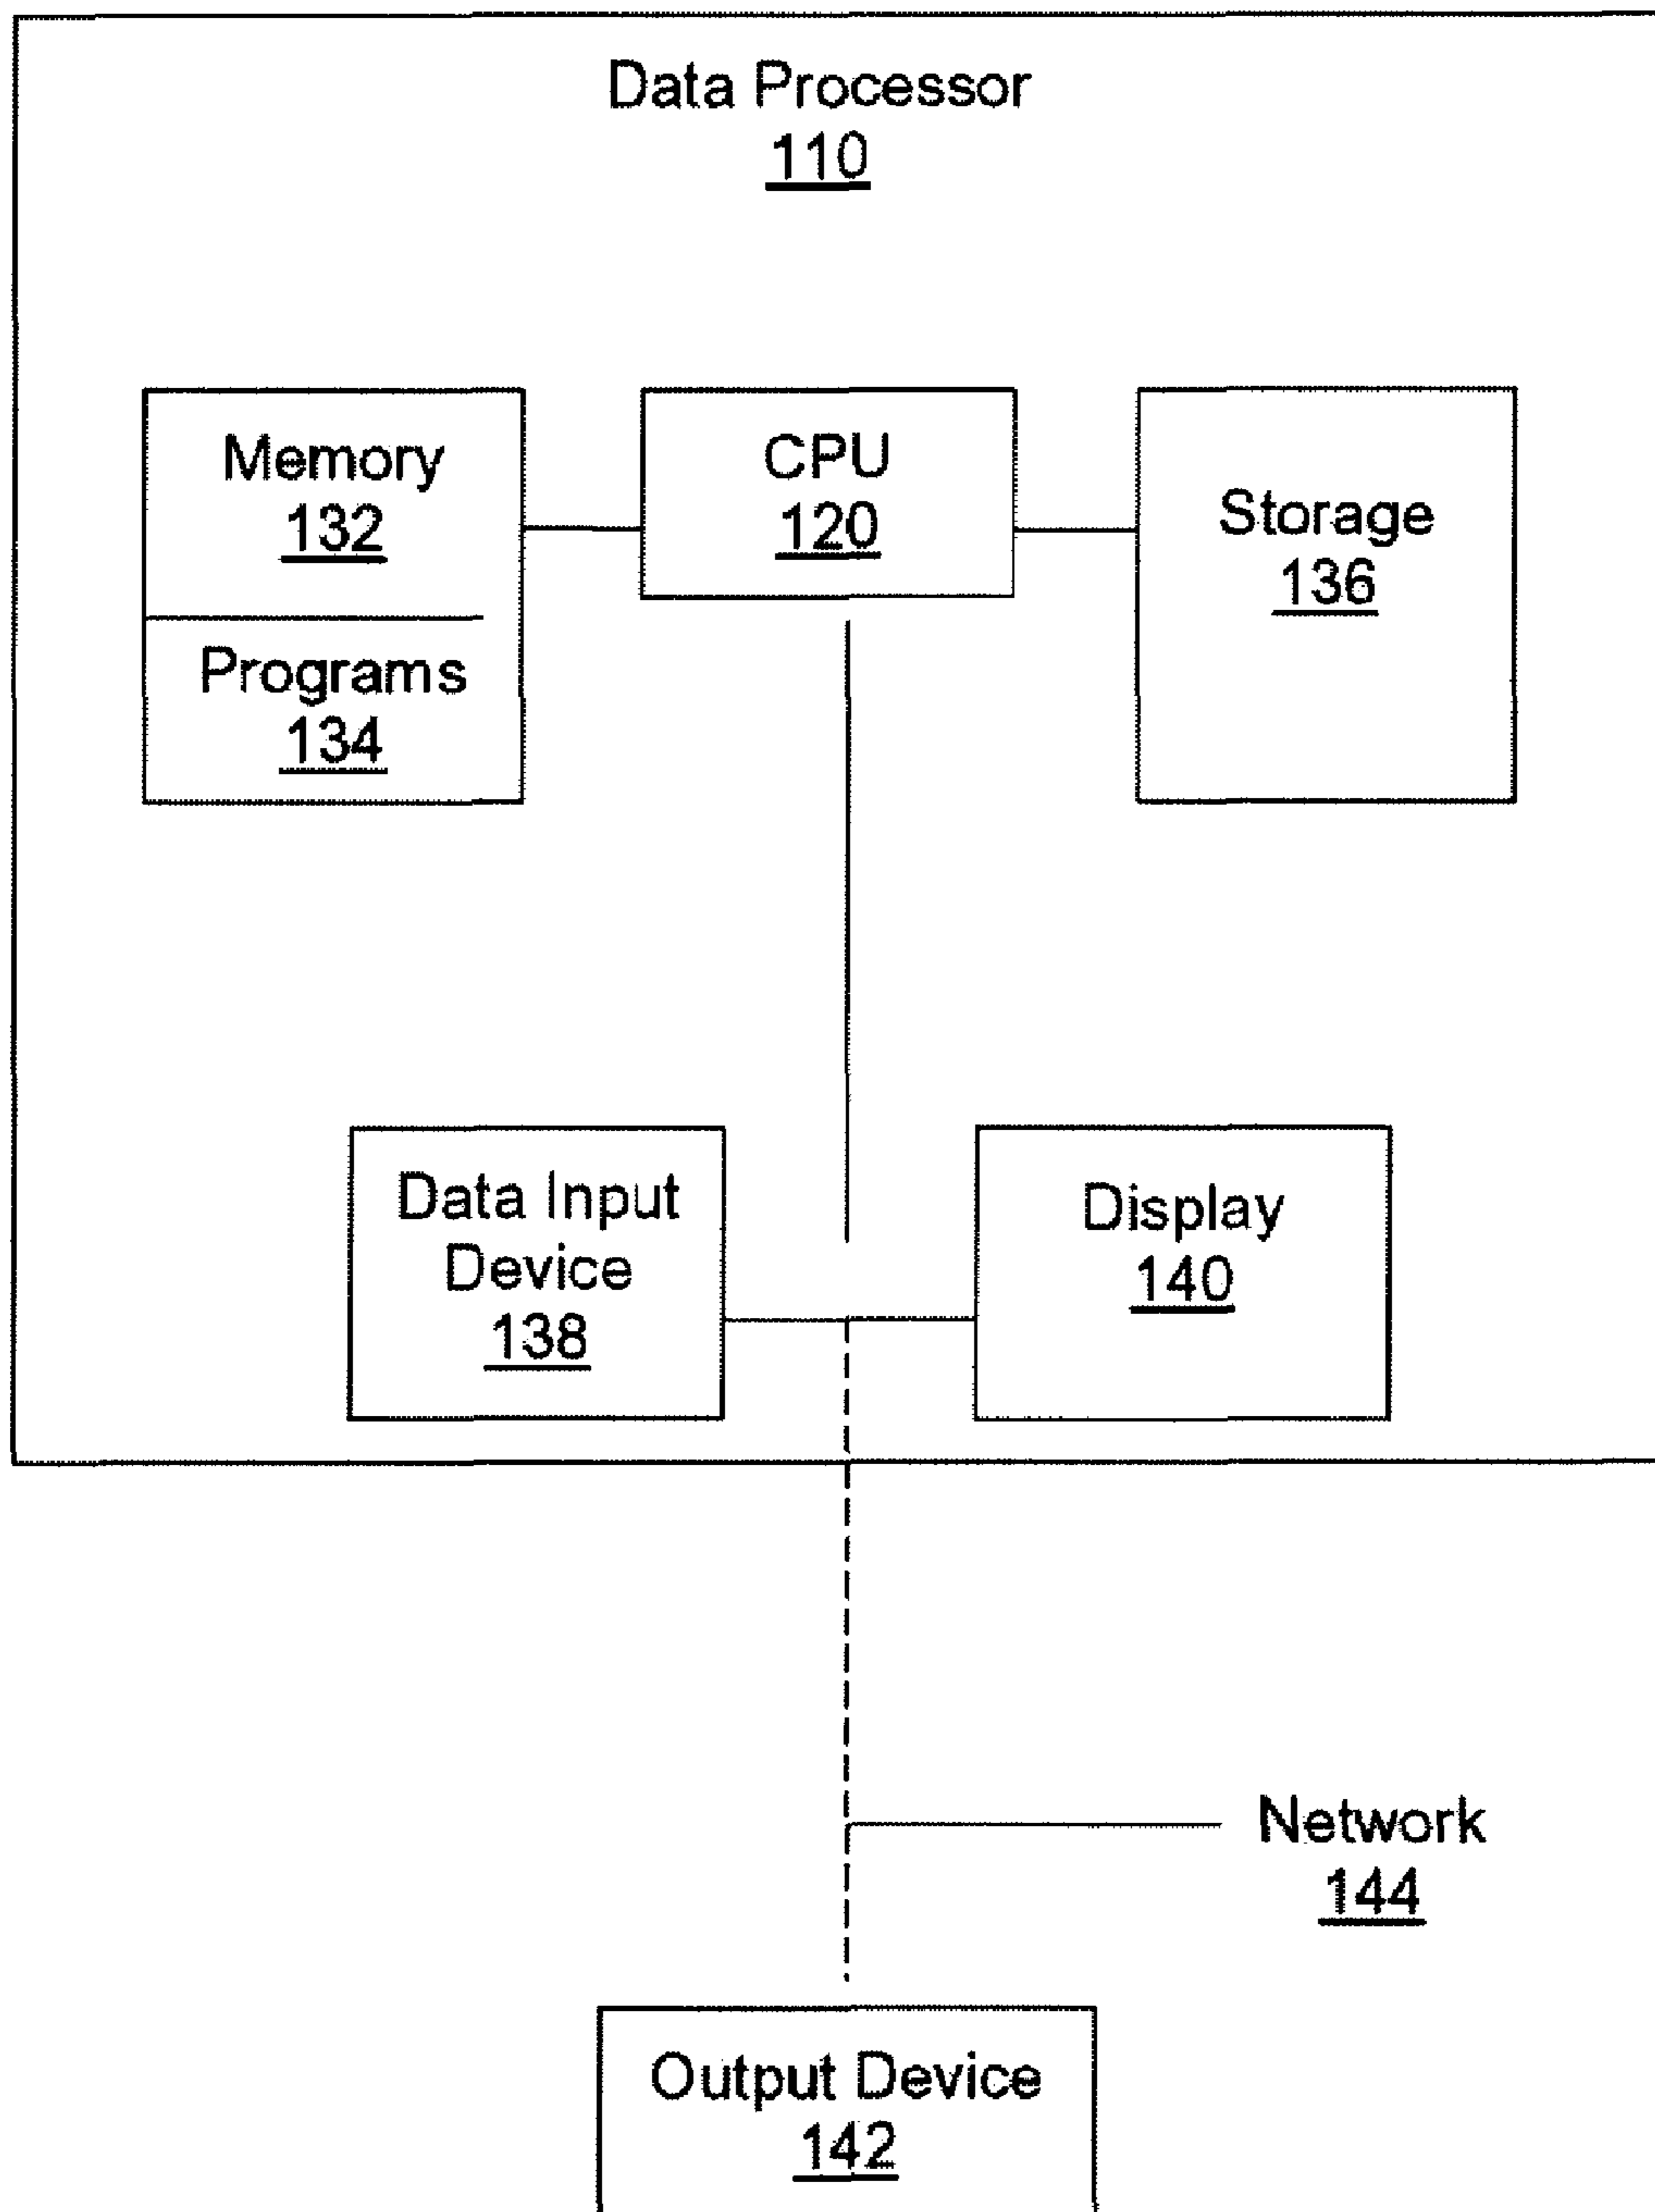 Data Processor
110
Memory
132
CPU
120
Storage
136
Programs
134
Data Input
Device
138
Display
140
Network
144
Output Device
142